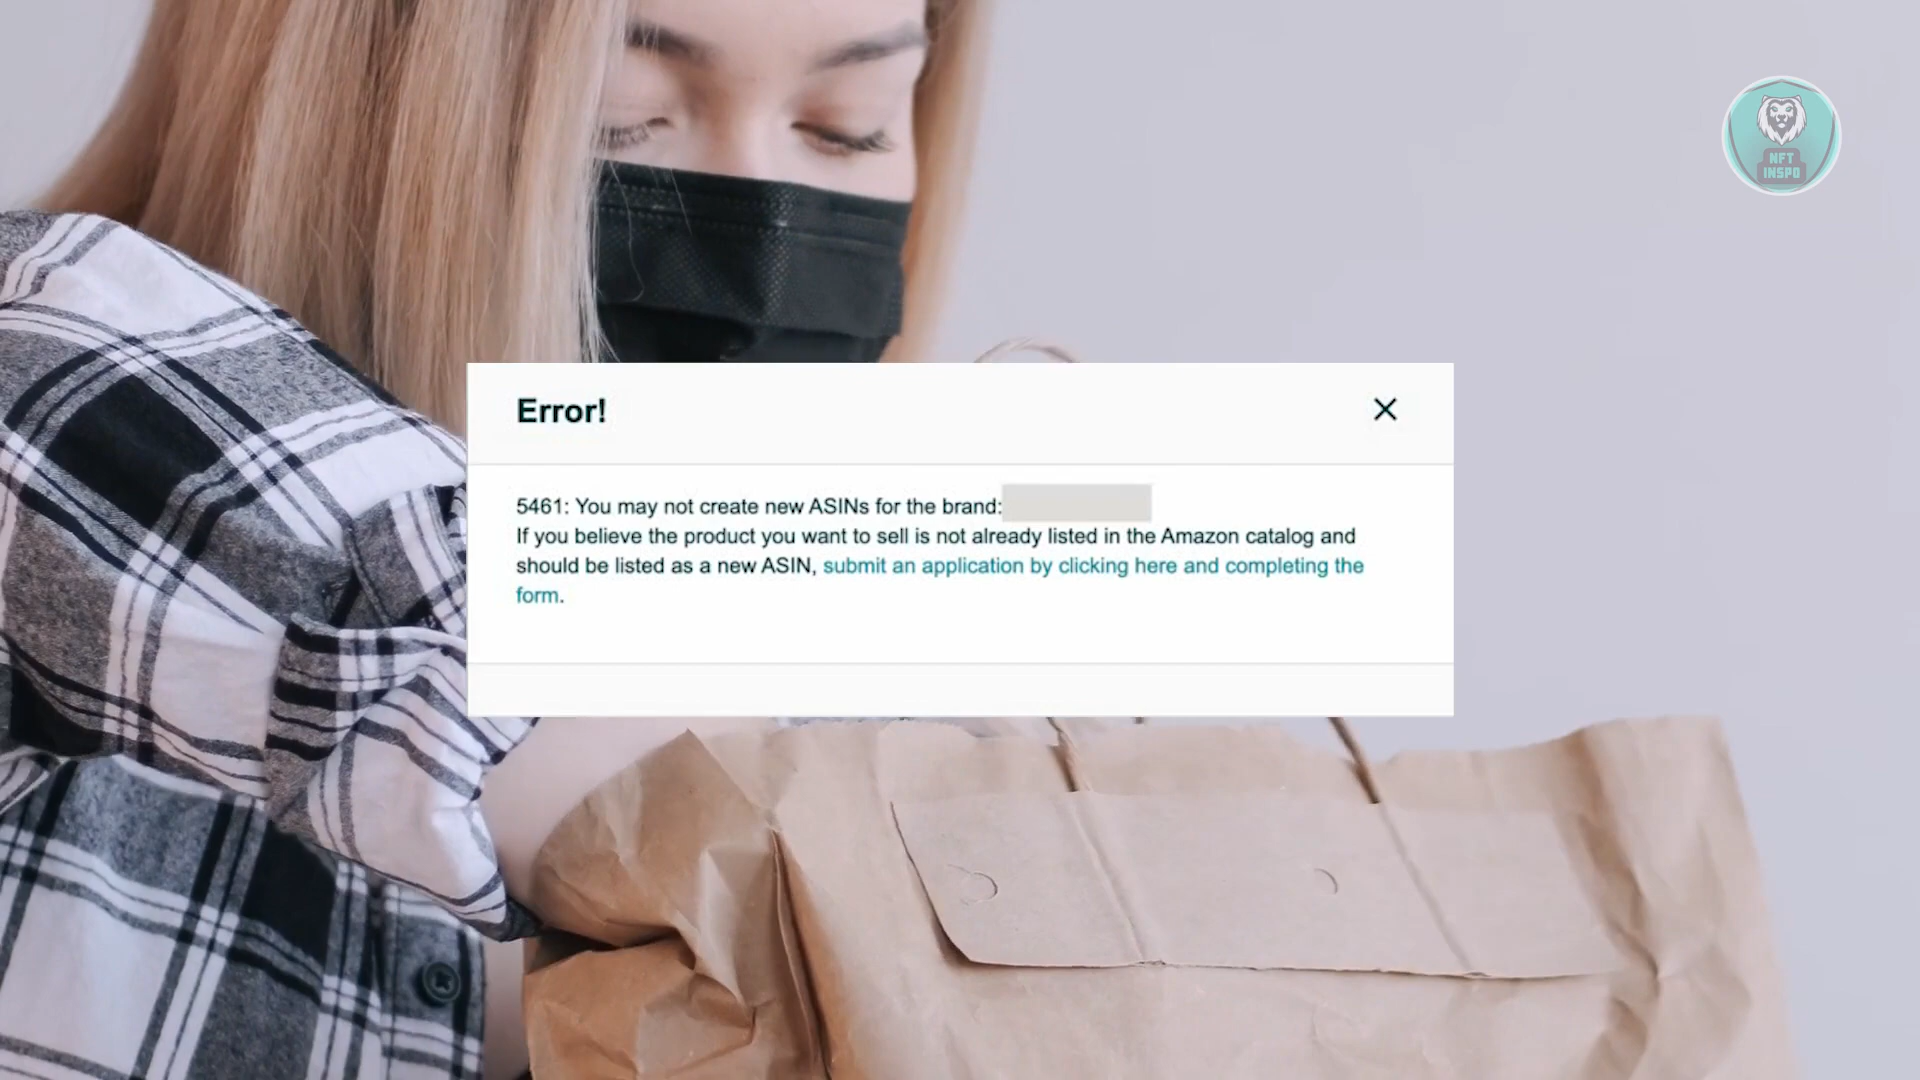 NFT
INSPO
Error!
5461: You may not create new ASINs for the brand:
If you believe the product you want to sell is not already listed in the Amazon catalog and
should be listed as a new ASIN, submit an application by clicking here and completing the
form.